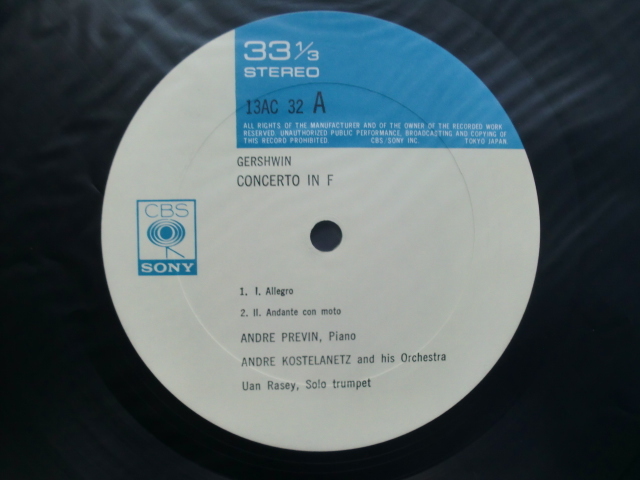 33 1/3
STEREO
13AC 32 A
ALL RIGHTS OF THE MANUFACTURER AND OF THE OWNER OF THE RECORDED WORK
RESERVED. UNAUTHORIZED PUBLIC PERFORMANCE, BROADCASTING AND COPYING OF
THIS RECORD PROHIBITED. CBS/SONY INC. TOKYO JAPAN
GERSHWIN
CONCERTO IN F
CBS
SONY
1. I. Allegro
2. II. Andante con moto
ANDRE PREVIN, Piano
ANDRE KOSTELANETZ and his Orchestra
Uan Rasey, Solo trumpet